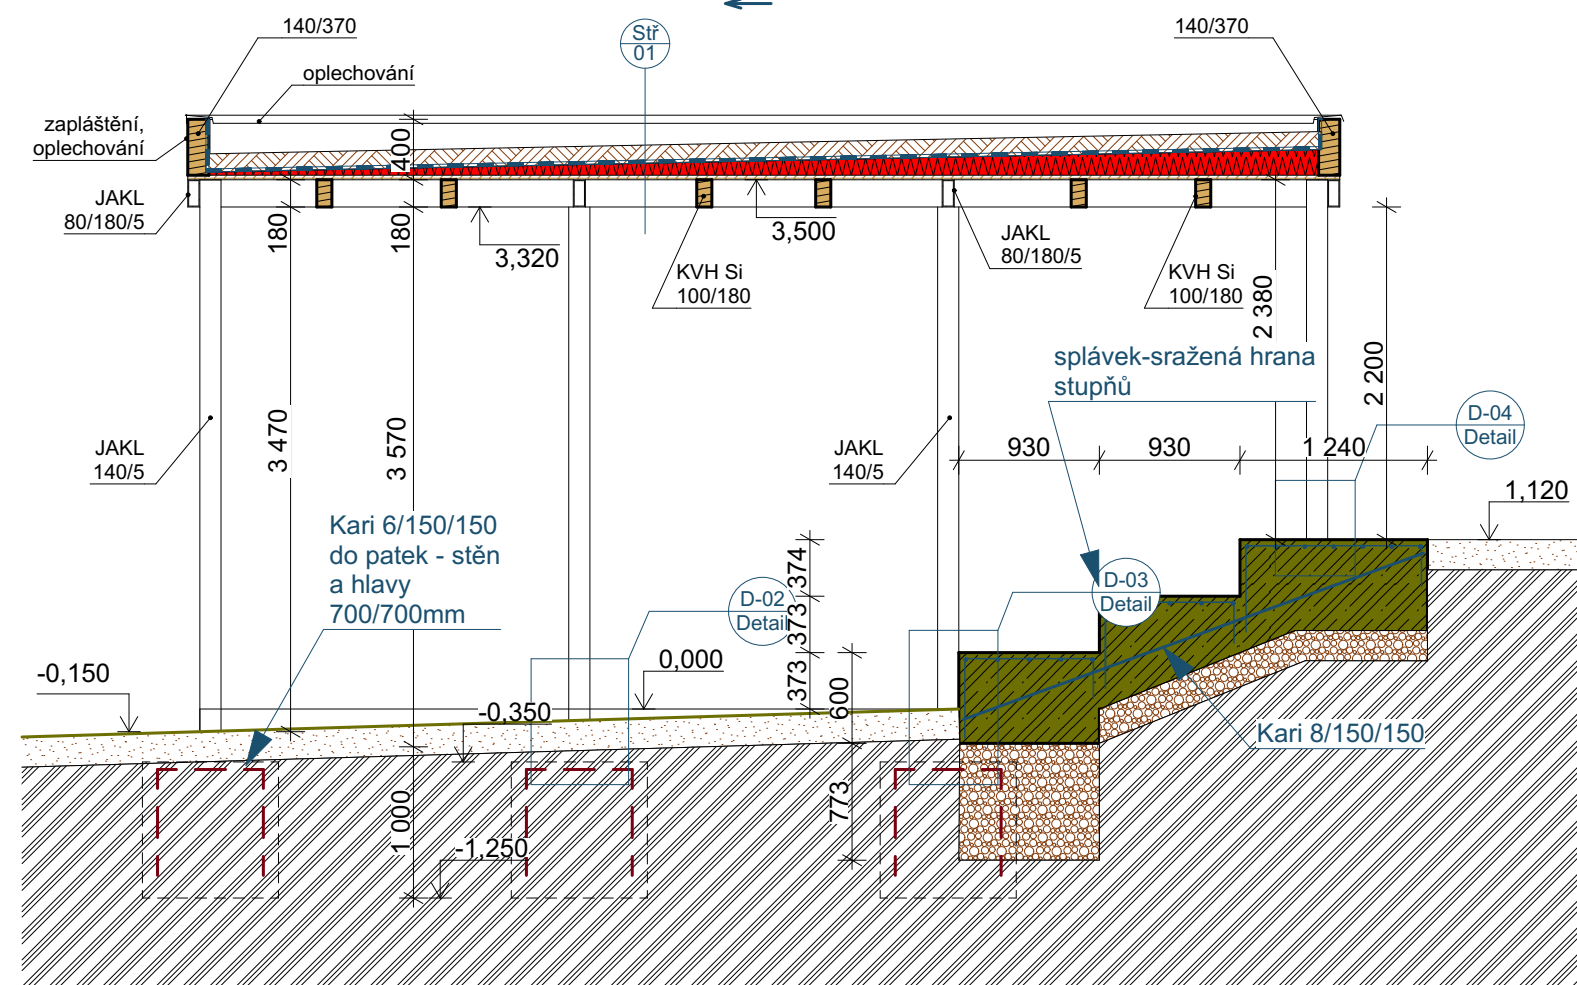 140/370
Stř
01
140/370
oplechování
zapláštění,
oplechování
400
JAKL
80/180/5
180
180
3,320
3,500
KVH Si
100/180
JAKL
80/180/5
KVH Si
100/180
2 380
2 200
splávek-sražená hrana
stupňů
D-04
Detail
930
930
1 240
JAKL
140/5
3 470
3 570
JAKL
140/5
1,120
Kari 6/150/150
do patek - stěn
a hlavy
700/700mm
374
373
373
D-02
Detail
D-03
Detail
-0,150
0,000
-0,350
600
Kari 8/150/150
773
1 000
-1,250